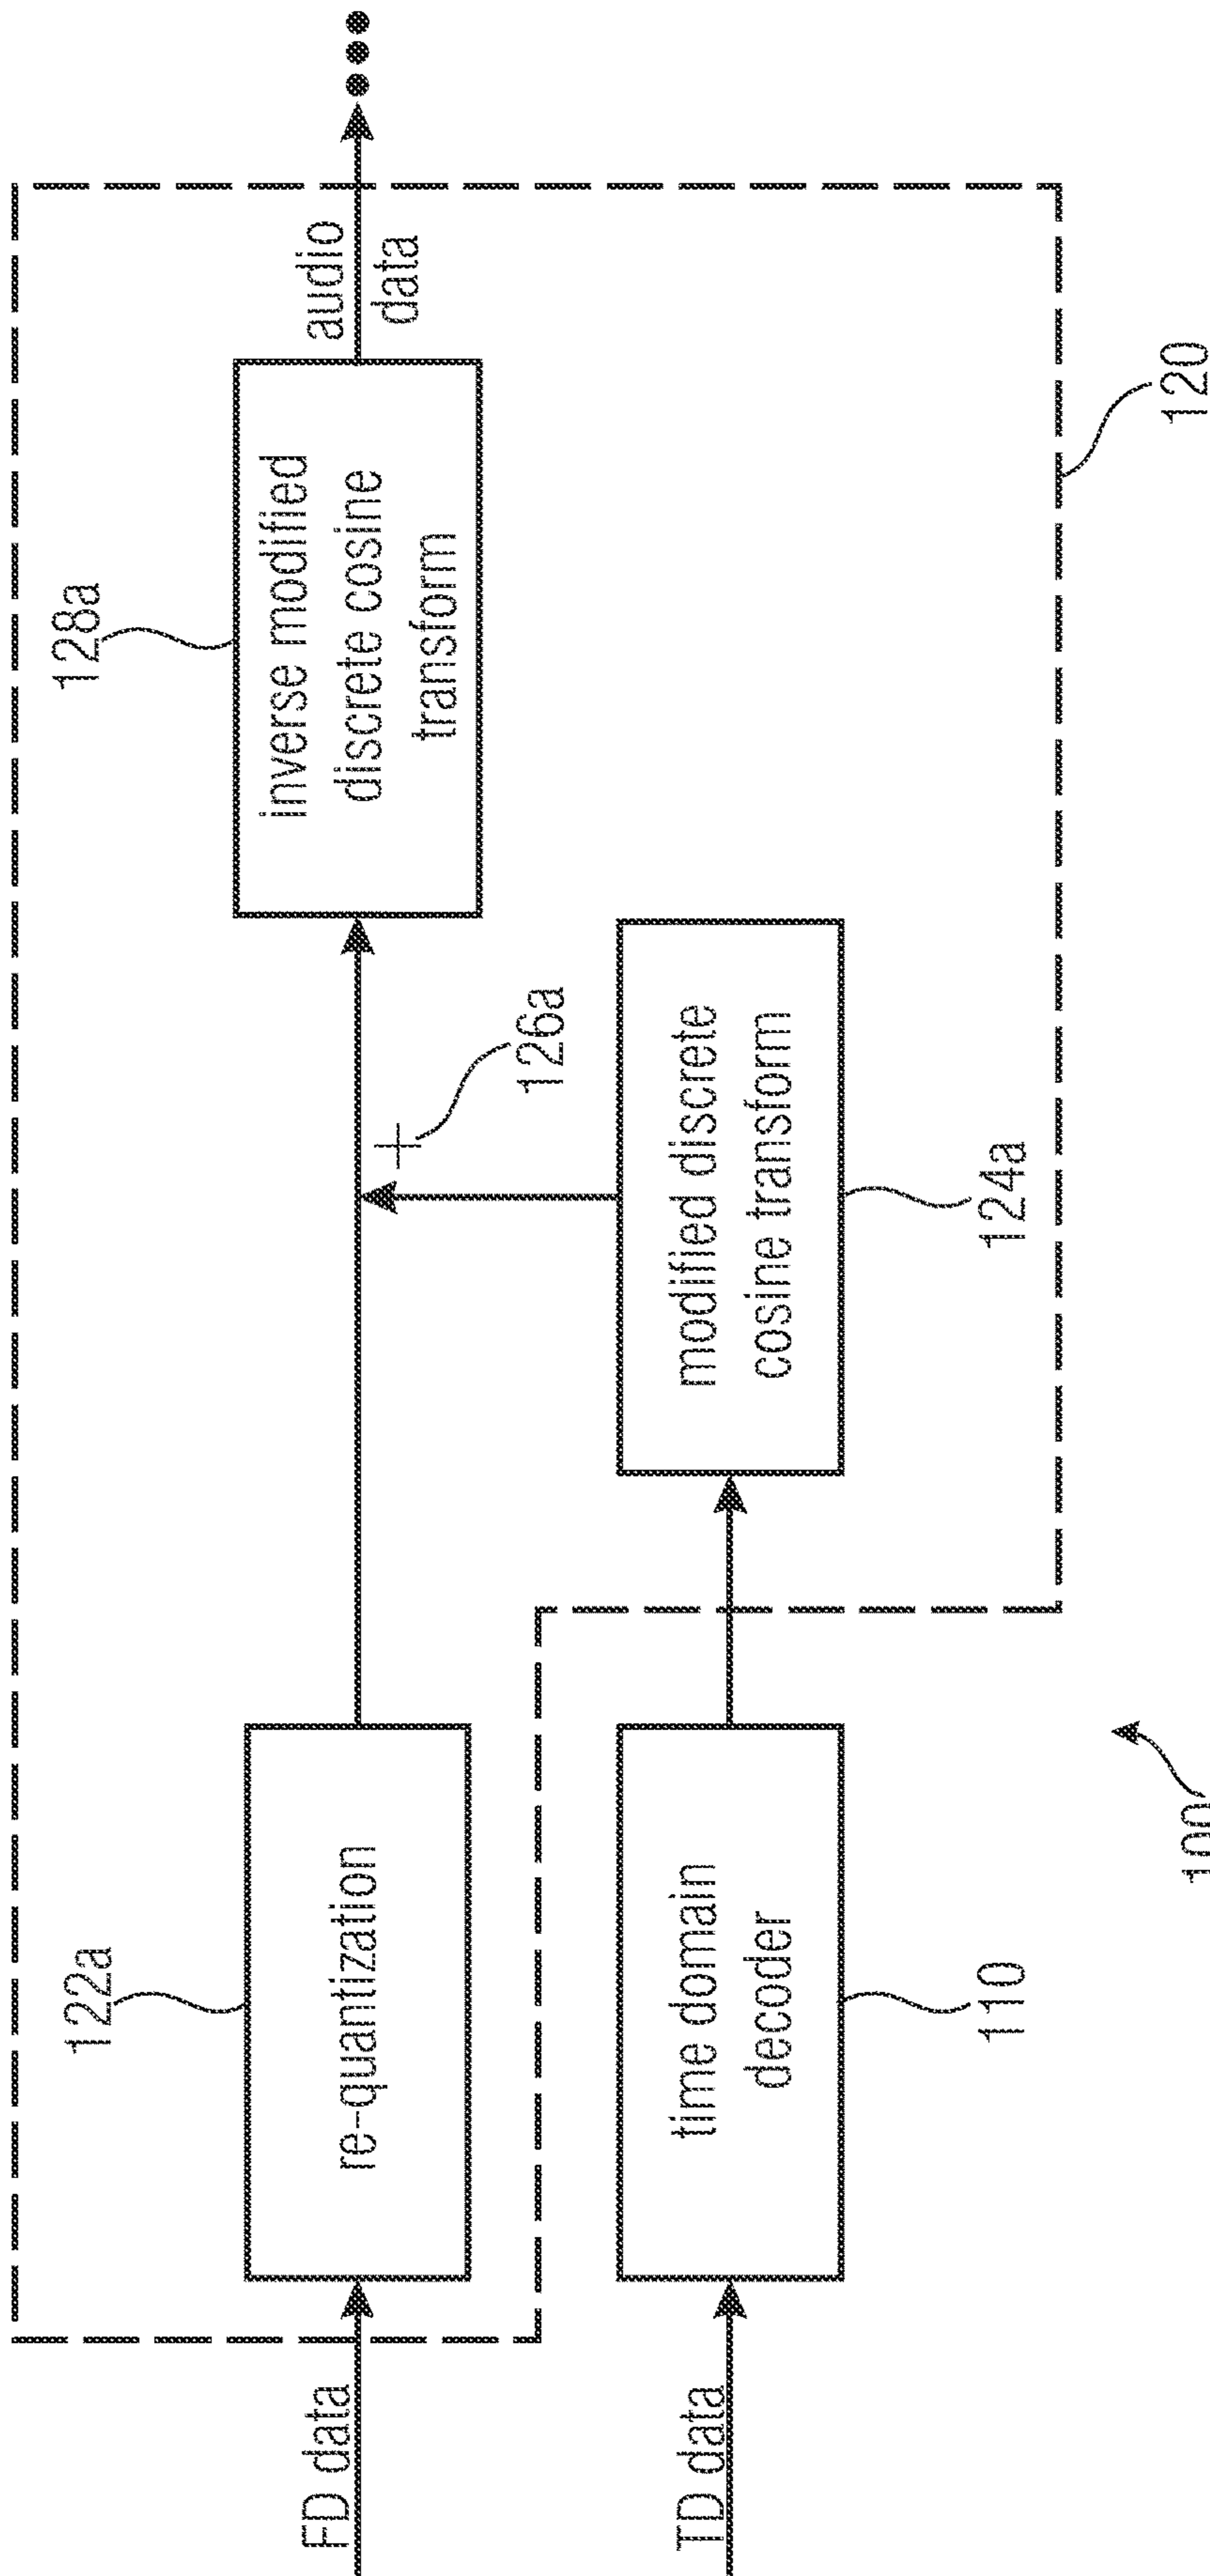 FD data
122a
re-quantization
+
126a
128a
inverse modified
discrete cosine
transform
audio
data
TD data
time domain
decoder
110
modified discrete
cosine transform
124a
120
100